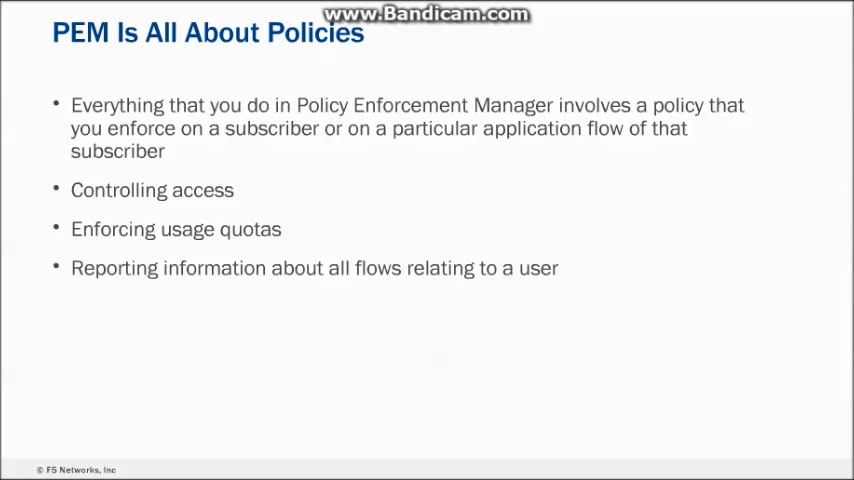 www.Bandicam.com
PEM Is All About Policies
• Everything that you do in Policy Enforcement Manager involves a policy that
you enforce on a subscriber or on a particular application flow of that
subscriber
• Controlling access
• Enforcing usage quotas
• Reporting information about all flows relating to a user
© F5 Networks, Inc